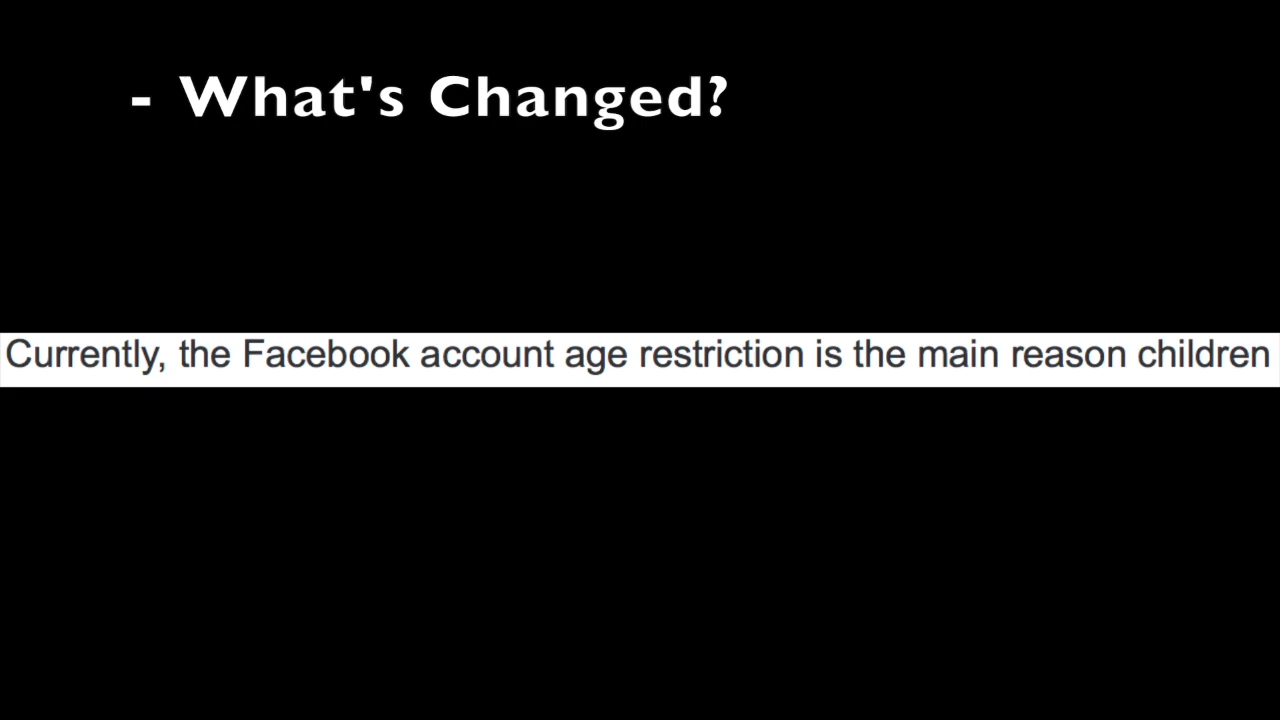 - What's Changed?
Currently, the Facebook account age restriction is the main reason children